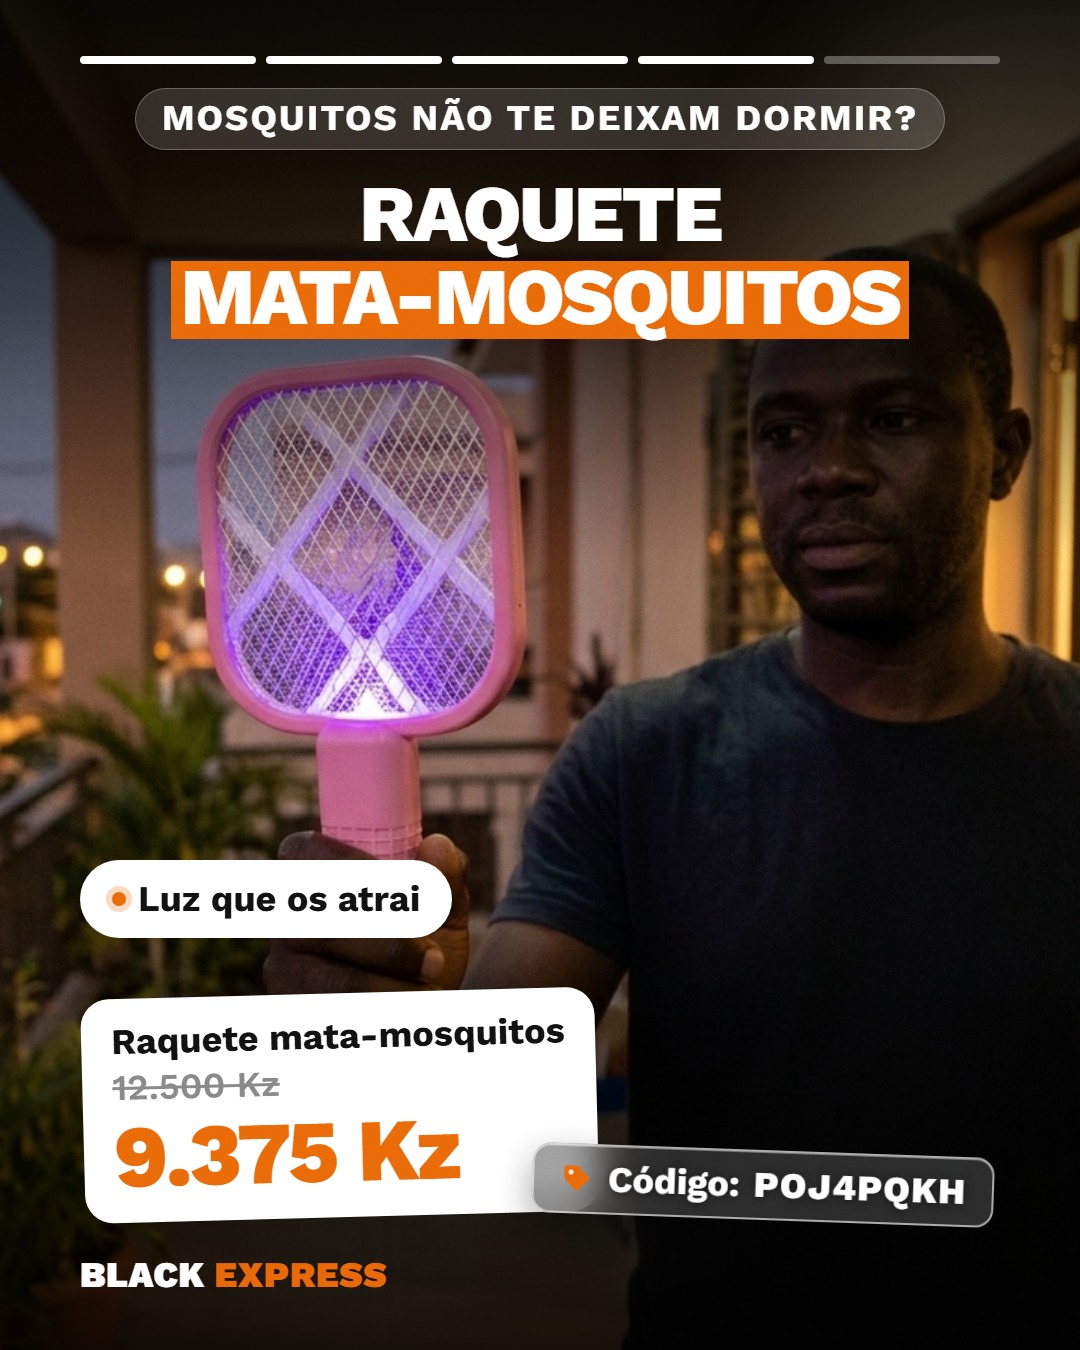 MOSQUITOS NÃO TE DEIXAM DORMIR?
RAQUETE
MATA-MOSQUITOS
Luz que os atrai
Raquete mata-mosquitos
12.500 Kz
9.375 Kz
Código: POJ4PQKH
BLACK EXPRESS